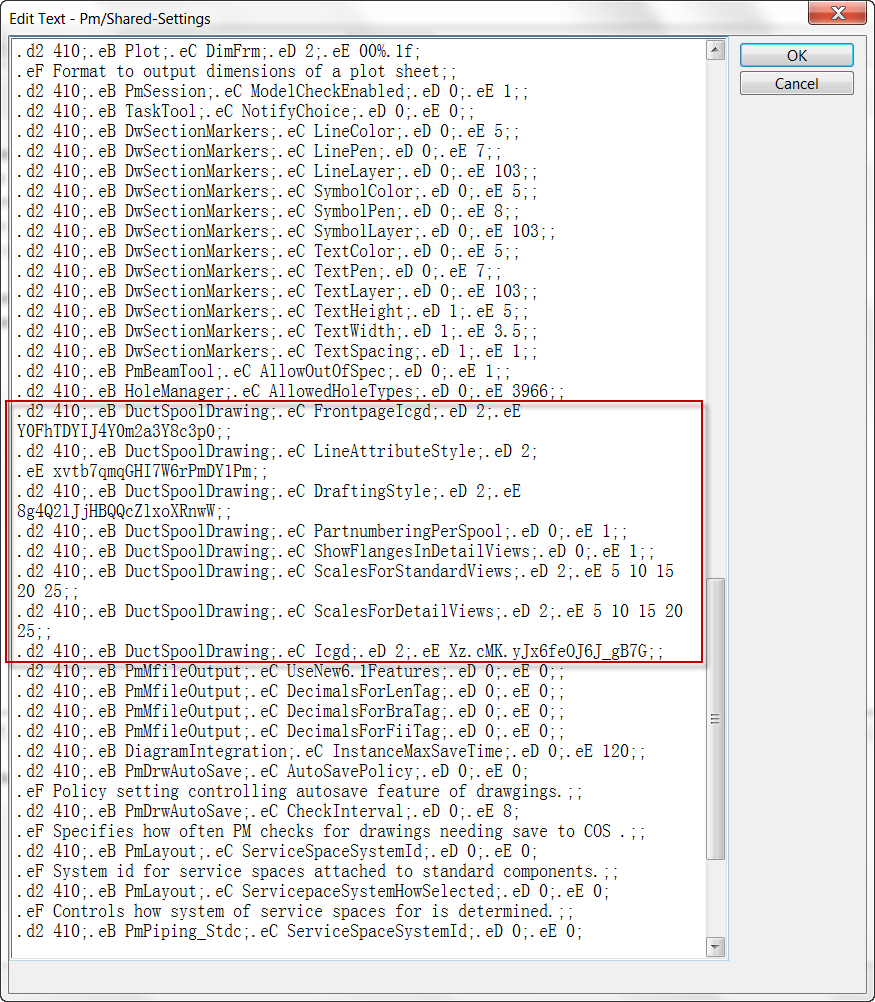 Edit Text - Pm/Shared-Settings
OK
Cancel
.d2 410;.eB Plot;.eC DimFrm;.eD 2;.eE 00%.1f;
.eF Format to output dimensions of a plot sheet;;
.d2 410;.eB PmSession;.eC ModelCheckEnabled;.eD 0;.eE 1;;
.d2 410;.eB TaskTool;.eC NotifyChoice;.eD 0;.eE 0;;
.d2 410;.eB DwSectionMarkers;.eC LineColor;.eD 0;.eE 5;;
.d2 410;.eB DwSectionMarkers;.eC LinePen;.eD 0;.eE 7;;
.d2 410;.eB DwSectionMarkers;.eC LineLayer;.eD 0;.eE 103;;
.d2 410;.eB DwSectionMarkers;.eC SymbolColor;.eD 0;.eE 5;;
.d2 410;.eB DwSectionMarkers;.eC SymbolPen;.eD 0;.eE 8;;
.d2 410;.eB DwSectionMarkers;.eC SymbolLayer;.eD 0;.eE 103;;
.d2 410;.eB DwSectionMarkers;.eC TextColor;.eD 0;.eE 5;;
.d2 410;.eB DwSectionMarkers;.eC TextPen;.eD 0;.eE 7;;
.d2 410;.eB DwSectionMarkers;.eC TextLayer;.eD 0;.eE 103;;
.d2 410;.eB DwSectionMarkers;.eC TextHeight;.eD 1;.eE 5;;
.d2 410;.eB DwSectionMarkers;.eC TextWidth;.eD 1;.eE 3.5;;
.d2 410;.eB DwSectionMarkers;.eC TextSpacing;.eD 1;.eE 1;;
.d2 410;.eB PmBeamTool;.eC AllowOutOfSpec;.eD 0;.eE 1;;
.d2 410;.eB HoleManager;.eC AllowedHoleTypes;.eD 0;.eE 3966;;
.d2 410;.eB DuctSpoolDrawing;.eC FrontpageIcgd;.eD 2;.eE
Y0FhTDYIJ4Y0m2a3Y8c3p0;;
.d2 410;.eB DuctSpoolDrawing;.eC LineAttributeStyle;.eD 2;
.eE xvtb7qmqGHI7W6rPmDY1Pm;;
.d2 410;.eB DuctSpoolDrawing;.eC DraftingStyle;.eD 2;.eE
8g4Q2lJjHBQQcZlxoXRnwW;;
.d2 410;.eB DuctSpoolDrawing;.eC PartnumberingPerSpool;.eD 0;.eE 1;;
.d2 410;.eB DuctSpoolDrawing;.eC ShowFlangesInDetailViews;.eD 0;.eE 1;;
.d2 410;.eB DuctSpoolDrawing;.eC ScalesForStandardViews;.eD 2;.eE 5 10 15
20 25;;
.d2 410;.eB DuctSpoolDrawing;.eC ScalesForDetailViews;.eD 2;.eE 5 10 15 20
25;;
.d2 410;.eB DuctSpoolDrawing;.eC Icgd;.eD 2;.eE Xz.cMK.yJx6feOJ6J_gB7G;;
.d2 410;.eB PmMfileOutput;.eC UseNew6.1Features;.eD 0;.eE 0;;
.d2 410;.eB PmMfileOutput;.eC DecimalsForLenTag;.eD 0;.eE 0;;
.d2 410;.eB PmMfileOutput;.eC DecimalsForBraTag;.eD 0;.eE 0;;
.d2 410;.eB PmMfileOutput;.eC DecimalsForFiiTag;.eD 0;.eE 0;;
.d2 410;.eB DiagramIntegration;.eC InstanceMaxSaveTime;.eD 0;.eE 120;;
.d2 410;.eB PmDrwAutoSave;.eC AutoSavePolicy;.eD 0;.eE 0;
.eF Policy setting controlling autosave feature of drawgings.;;
.d2 410;.eB PmDrwAutoSave;.eC CheckInterval;.eD 0;.eE 8;
.eF Specifies how often PM checks for drawings needing save to COS .;;
.d2 410;.eB PmLayout;.eC ServiceSpaceSystemId;.eD 0;.eE 0;
.eF System id for service spaces attached to standard components.;;
.d2 410;.eB PmLayout;.eC ServicepaceSystemHowSelected;.eD 0;.eE 0;
.eF Controls how system of service spaces for is determined.;;
.d2 410;.eB PmPiping_Stdc;.eC ServiceSpaceSystemId;.eD 0;.eE 0;